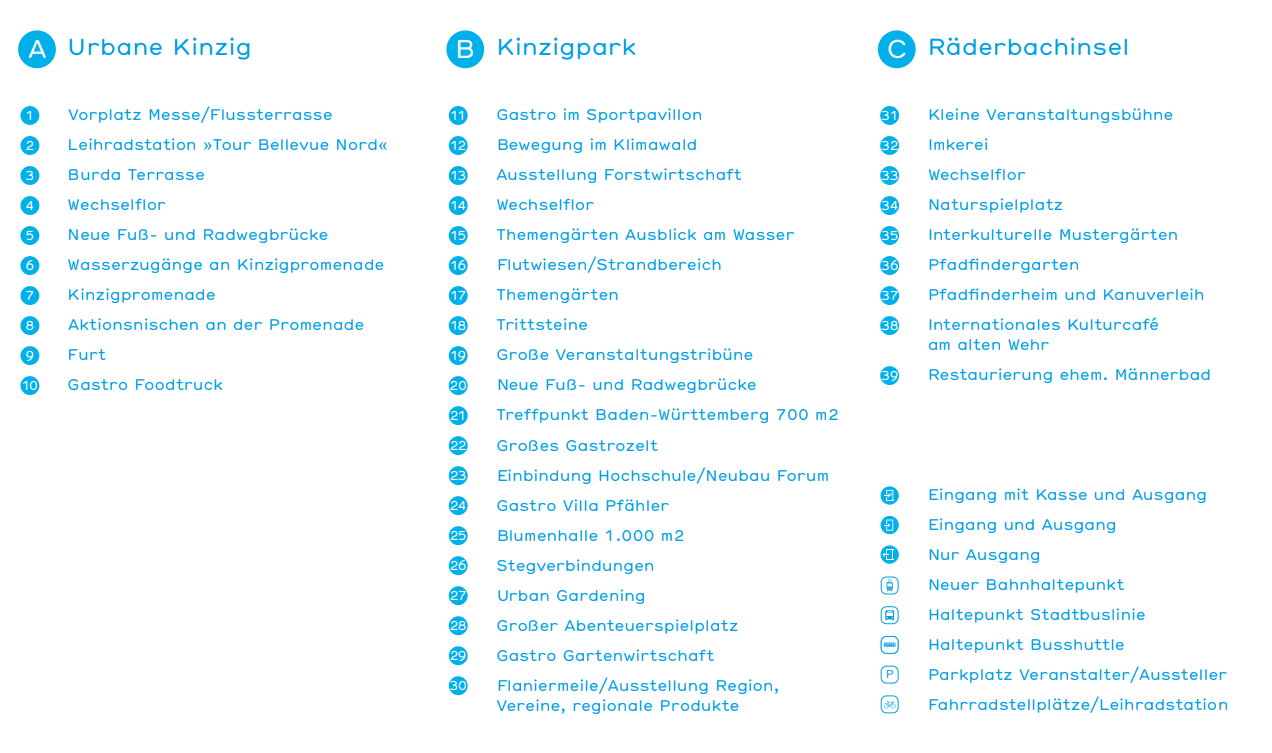 A Urbane Kinzig
1 Vorplatz Messe/Flussterrasse
2 Leihradstation »Tour Bellevue Nord«
3 Burda Terrasse
4 Wechselflor
5 Neue Fuß- und Radwegbrücke
6 Wasserzugänge an Kinzigpromenade
7 Kinzigpromenade
8 Aktionsnischen an der Promenade
9 Furt
10 Gastro Foodtruck
B Kinzigpark
11 Gastro im Sportpavillon
12 Bewegung im Klimawald
13 Ausstellung Forstwirtschaft
14 Wechselflor
15 Themengärten Ausblick am Wasser
16 Flutwiesen/Strandbereich
17 Themengärten
18 Trittsteine
19 Große Veranstaltungstribüne
20 Neue Fuß- und Radwegbrücke
21 Treffpunkt Baden-Württemberg 700 m2
22 Großes Gastrozelt
23 Einbindung Hochschule/Neubau Forum
24 Gastro Villa Pfähler
25 Blumenhalle 1.000 m2
26 Stegverbindungen
27 Urban Gardening
28 Großer Abenteuerspielplatz
29 Gastro Gartenwirtschaft
30 Flaniermeile/Ausstellung Region,
Vereine, regionale Produkte
C Räderbachinsel
31 Kleine Veranstaltungsbühne
32 Imkerei
33 Wechselflor
34 Naturspielplatz
35 Interkulturelle Mustergärten
36 Pfadfindergarten
37 Pfadfinderheim und Kanuverleih
38 Internationales Kulturcafé
am alten Wehr
39 Restaurierung ehem. Männerbad
Eingang mit Kasse und Ausgang
Eingang und Ausgang
Nur Ausgang
Neuer Bahnhaltepunkt
Haltepunkt Stadtbuslinie
Haltepunkt Busshuttle
P Parkplatz Veranstalter/Aussteller
Fahrradstellplätze/Leihradstation